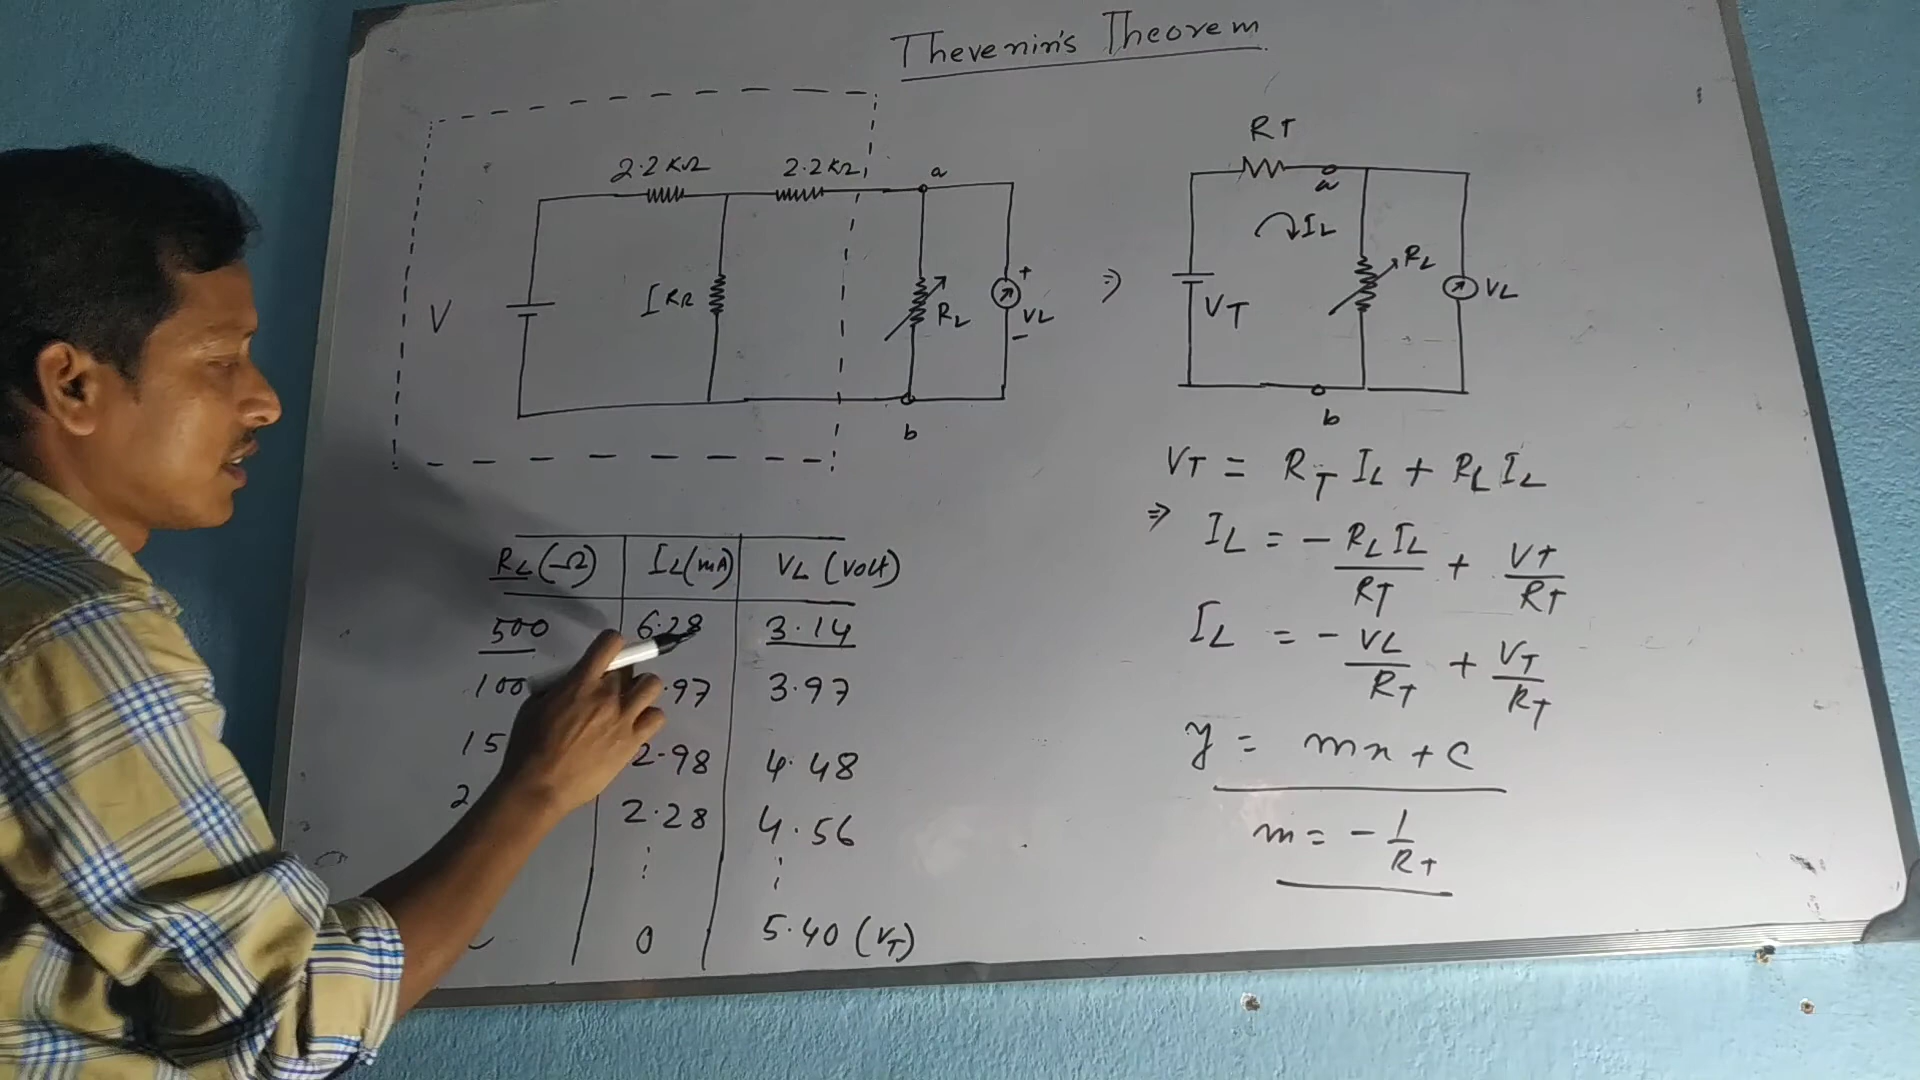 Thevenin's Theorem
2.2 KΩ 2.2 KΩ a
V RL VL + −
b
RT
a
IL
RL
VT VL
b
VT = RT IL + RL IL
⇒ IL = − RL IL / RT + VT / RT
IL = − VL / RT + VT / RT
y = mx + c
m = − 1 / RT
RL (Ω) IL (mA) VL (volt)
500 6.28 3.14
100 .97 3.97
15 2.98 4.48
2 2.28 4.56
0 5.40 (VT)